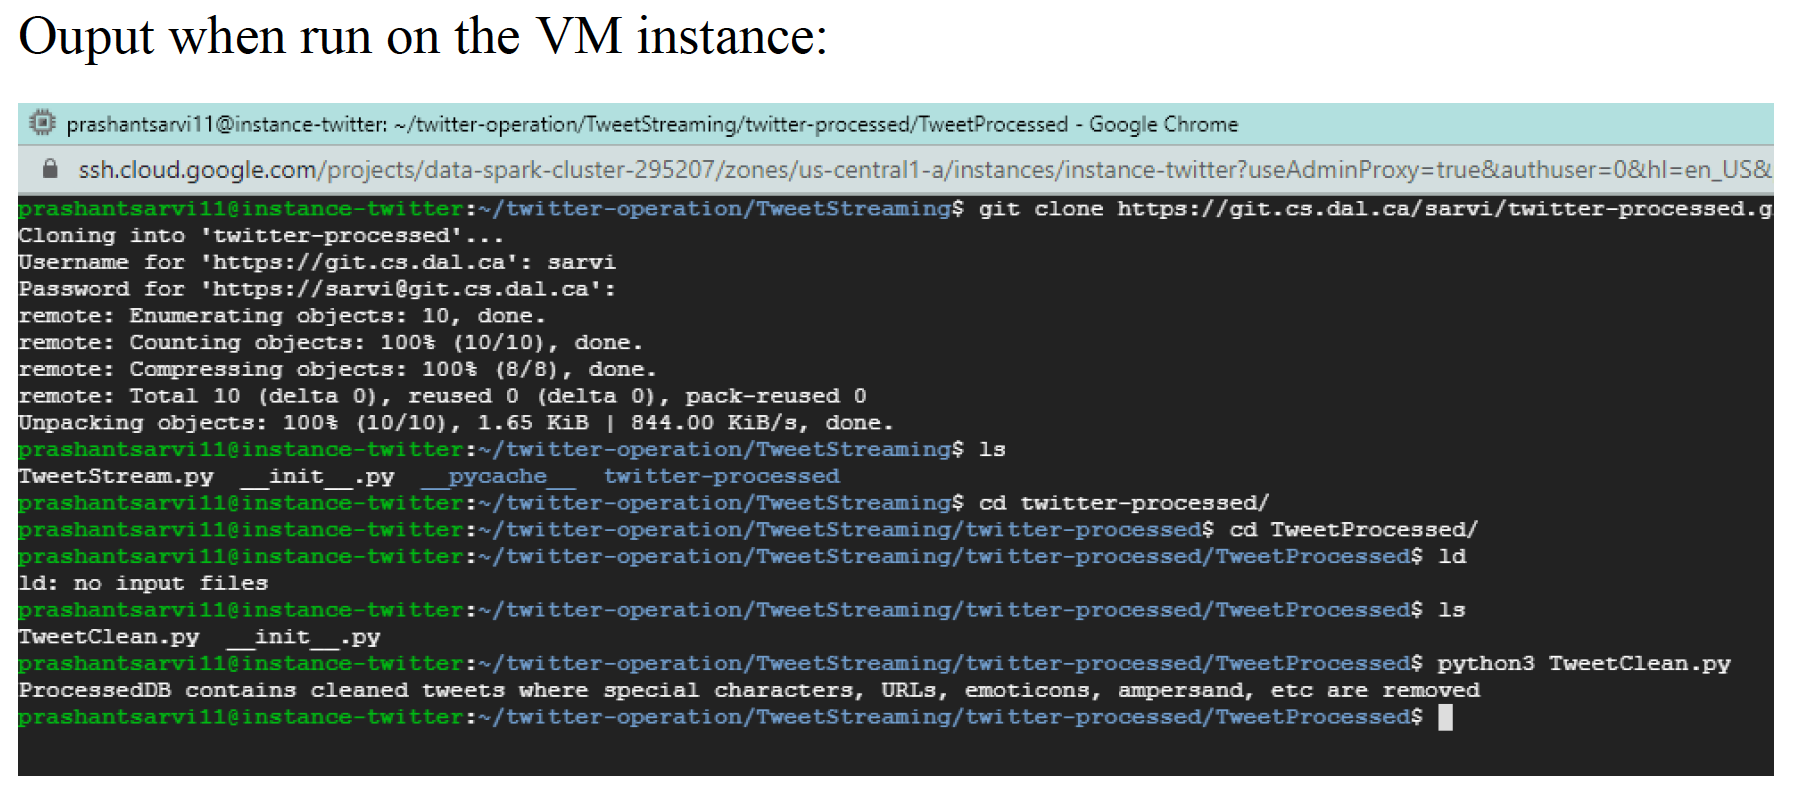 Ouput when run on the VM instance:
prashantsarvi11@instance-twitter: ~/twitter-operation/TweetStreaming/twitter-processed/TweetProcessed - Google Chrome
ssh.cloud.google.com/projects/data-spark-cluster-295207/zones/us-central1-a/instances/instance-twitter?useAdminProxy=true&authuser=0&hl=en_US&
prashantsarvi11@instance-twitter:~/twitter-operation/TweetStreaming$ git clone https://git.cs.dal.ca/sarvi/twitter-processed.g
Cloning into 'twitter-processed'...
Username for 'https://git.cs.dal.ca': sarvi
Password for 'https://sarvi@git.cs.dal.ca':
remote: Enumerating objects: 10, done.
remote: Counting objects: 100% (10/10), done.
remote: Compressing objects: 100% (8/8), done.
remote: Total 10 (delta 0), reused 0 (delta 0), pack-reused 0
Unpacking objects: 100% (10/10), 1.65 KiB | 844.00 KiB/s, done.
prashantsarvi11@instance-twitter:~/twitter-operation/TweetStreaming$ ls
TweetStream.py  __init__.py  __pycache__  twitter-processed
prashantsarvi11@instance-twitter:~/twitter-operation/TweetStreaming$ cd twitter-processed/
prashantsarvi11@instance-twitter:~/twitter-operation/TweetStreaming/twitter-processed$ cd TweetProcessed/
prashantsarvi11@instance-twitter:~/twitter-operation/TweetStreaming/twitter-processed/TweetProcessed$ ld
ld: no input files
prashantsarvi11@instance-twitter:~/twitter-operation/TweetStreaming/twitter-processed/TweetProcessed$ ls
TweetClean.py  __init__.py
prashantsarvi11@instance-twitter:~/twitter-operation/TweetStreaming/twitter-processed/TweetProcessed$ python3 TweetClean.py
ProcessedDB contains cleaned tweets where special characters, URLs, emoticons, ampersand, etc are removed
prashantsarvi11@instance-twitter:~/twitter-operation/TweetStreaming/twitter-processed/TweetProcessed$